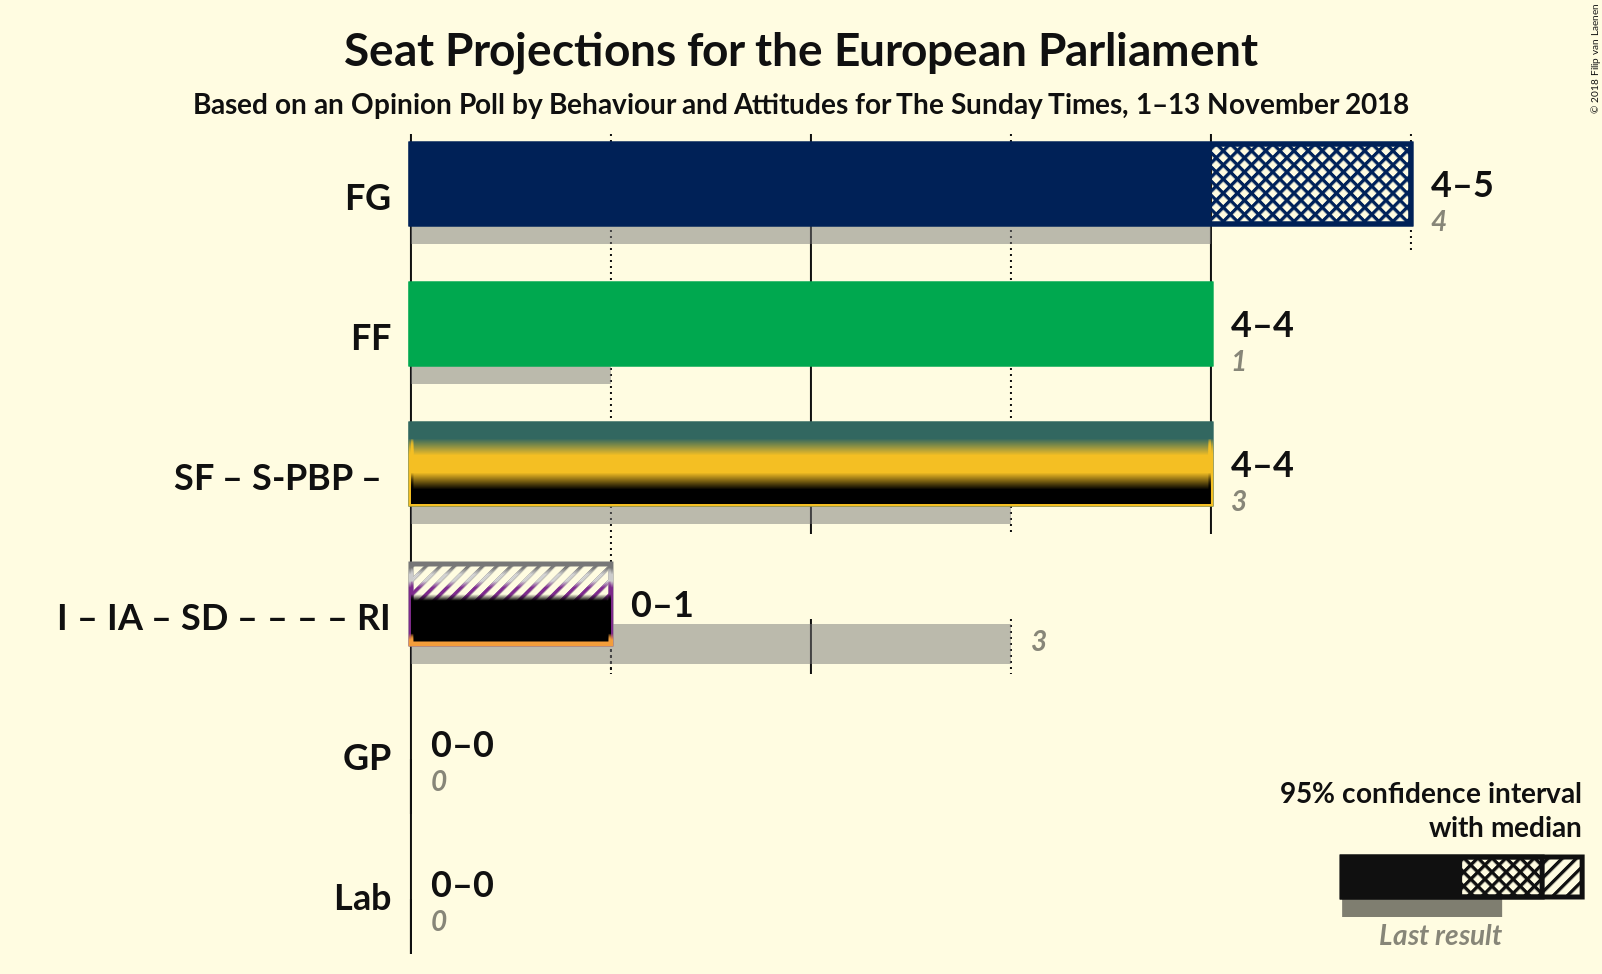 Seat Projections for the European Parliament
Based on an Opinion Poll by Behaviour and Attitudes for The Sunday Times, 1–13 November 2018
© 2018 Filip van Laenen
FG
4–5
4
FF
4–4
1
SF – S-PBP –
4–4
3
I – IA – SD – – – – RI
0–1
3
GP
0–0
0
Lab
0–0
0
95% confidence interval
with median
Last result